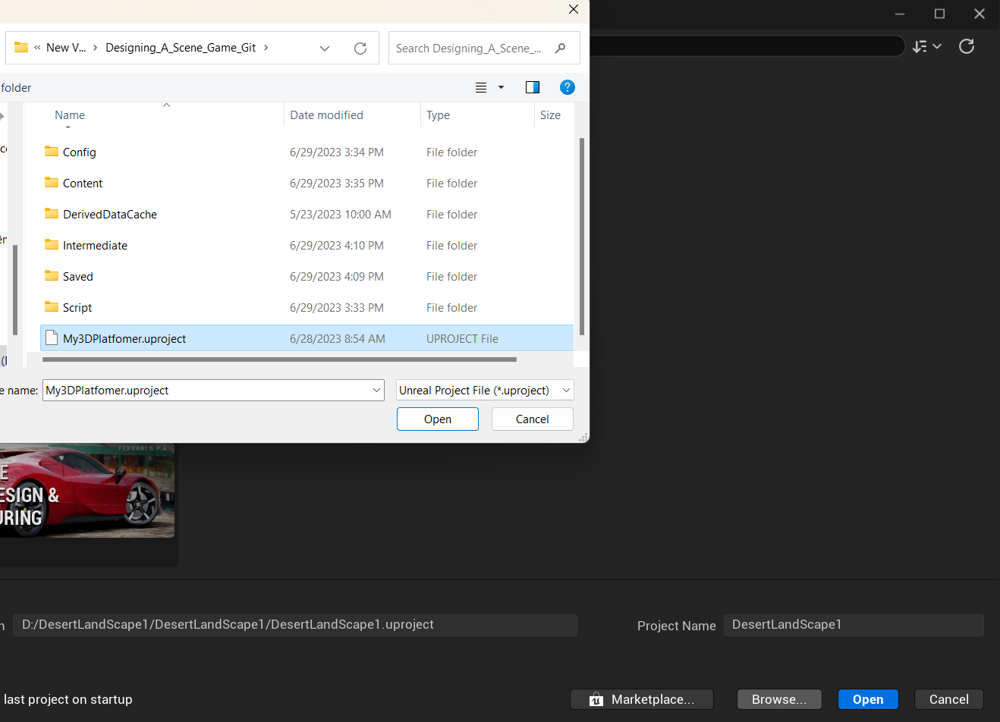 « New V... > Designing_A_Scene_Game_Git >
Search Designing_A_Scene_...
folder
Name Date modified Type Size
Config 6/29/2023 3:34 PM File folder
Content 6/29/2023 3:35 PM File folder
DerivedDataCache 5/23/2023 10:00 AM File folder
Intermediate 6/29/2023 4:10 PM File folder
Saved 6/29/2023 4:09 PM File folder
Script 6/29/2023 3:33 PM File folder
My3DPlatfomer.uproject 6/28/2023 8:54 AM UPROJECT File
e name: My3DPlatfomer.uproject Unreal Project File (*.uproject)
Open Cancel
FERRARI S.P.A.
E
ESIGN &
URING
n D:/DesertLandScape1/DesertLandScape1/DesertLandScape1.uproject Project Name DesertLandScape1
last project on startup Marketplace... Browse... Open Cancel